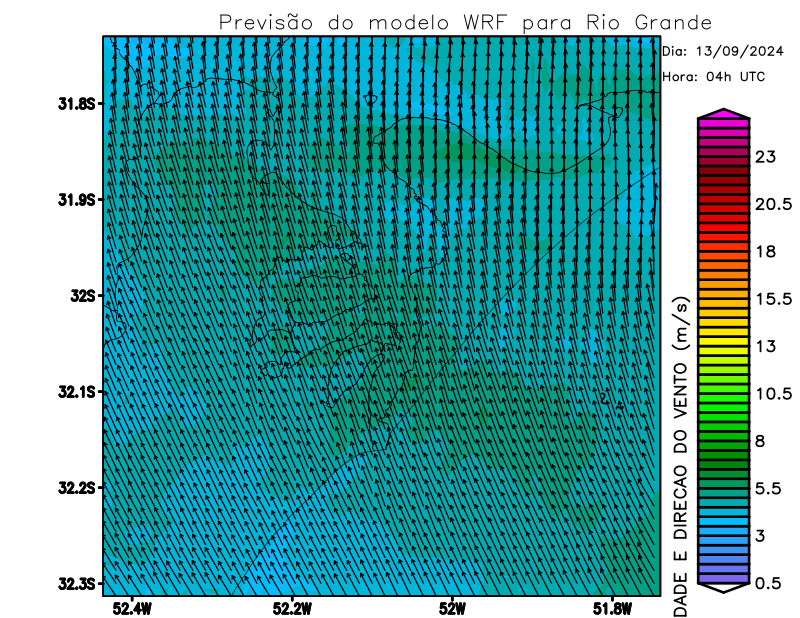 Previsão do modelo WRF para Rio Grande
Dia: 13/09/2024
Hora: 04h UTC
31.8S
31.9S
32S
32.1S
32.2S
32.3S
52.4W
52.2W
52W
51.8W
DADE E DIRECAO DO VENTO (m/s)
23
20.5
18
15.5
13
10.5
8
5.5
3
0.5